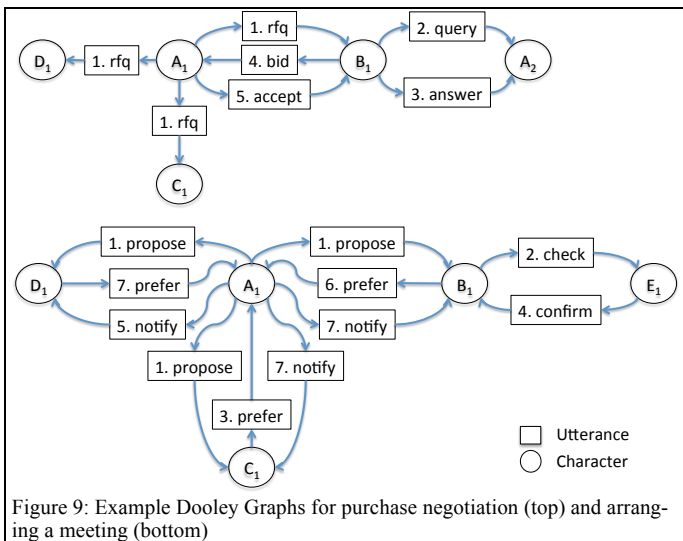 1. rfq
2. query
D1
1. rfq
A1
4. bid
B1
A2
5. accept
3. answer
1. rfq
C1
1. propose
1. propose
2. check
D1
7. prefer
A1
6. prefer
B1
E1
5. notify
7. notify
4. confirm
1. propose
7. notify
3. prefer
Utterance
C1
Character
Figure 9: Example Dooley Graphs for purchase negotiation (top) and arrang-
ing a meeting (bottom)